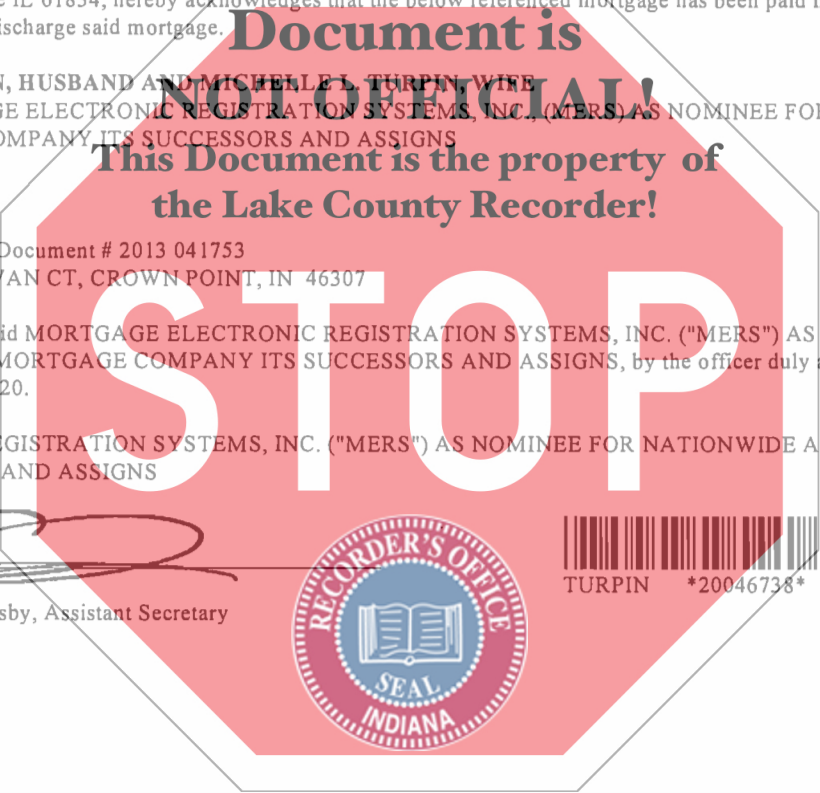 IL 61834, hereby acknowledges that the below referenced mortgage has been paid
discharge said mortgage.
Document is
, HUSBAND AND MICHELLE L. TURPIN, WIFE
NOT OFFICIAL!
GE ELECTRONIC REGISTRATION SYSTEMS, INC., (MERS) AS NOMINEE FOR
OMPANY ITS SUCCESSORS AND ASSIGNS
This Document is the property of
the Lake County Recorder!
Document # 2013 041753
VAN CT, CROWN POINT, IN 46307
STOP
id MORTGAGE ELECTRONIC REGISTRATION SYSTEMS, INC. ("MERS") AS
MORTGAGE COMPANY ITS SUCCESSORS AND ASSIGNS, by the officer duly
20.
EGISTRATION SYSTEMS, INC. ("MERS") AS NOMINEE FOR NATIONWIDE A
AND ASSIGNS
RECORDER'S OFFICE
SEAL
INDIANA
TURPIN *20046738*
sby, Assistant Secretary